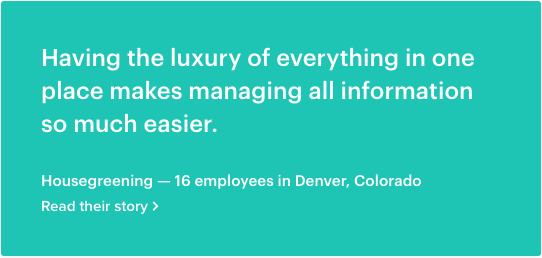 Having the luxury of everything in one
place makes managing all information
so much easier.
Housegreening — 16 employees in Denver, Colorado
Read their story >